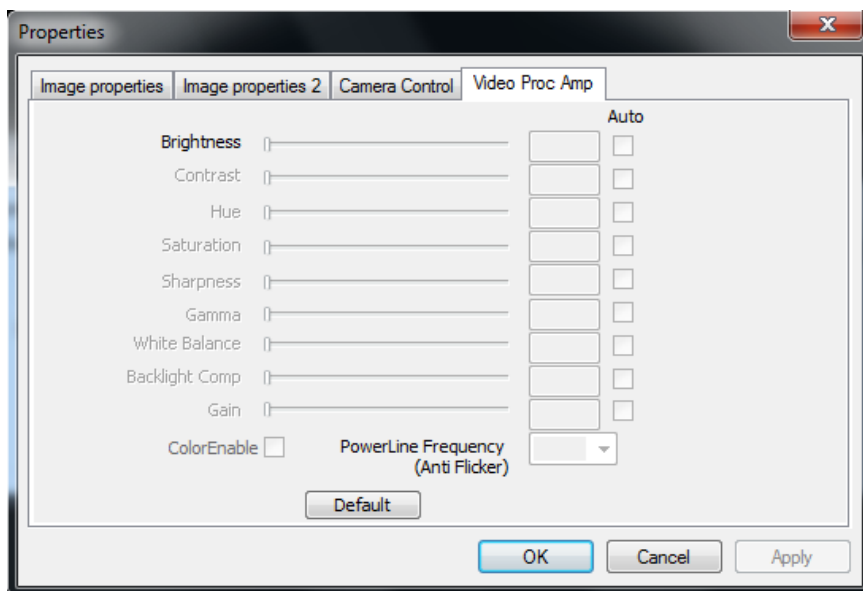 Properties
Image properties Image properties 2 Camera Control Video Proc Amp
Auto
Brightness
Contrast
Hue
Saturation
Sharpness
Gamma
White Balance
Backlight Comp
Gain
ColorEnable PowerLine Frequency
(Anti Flicker)
Default
OK Cancel Apply